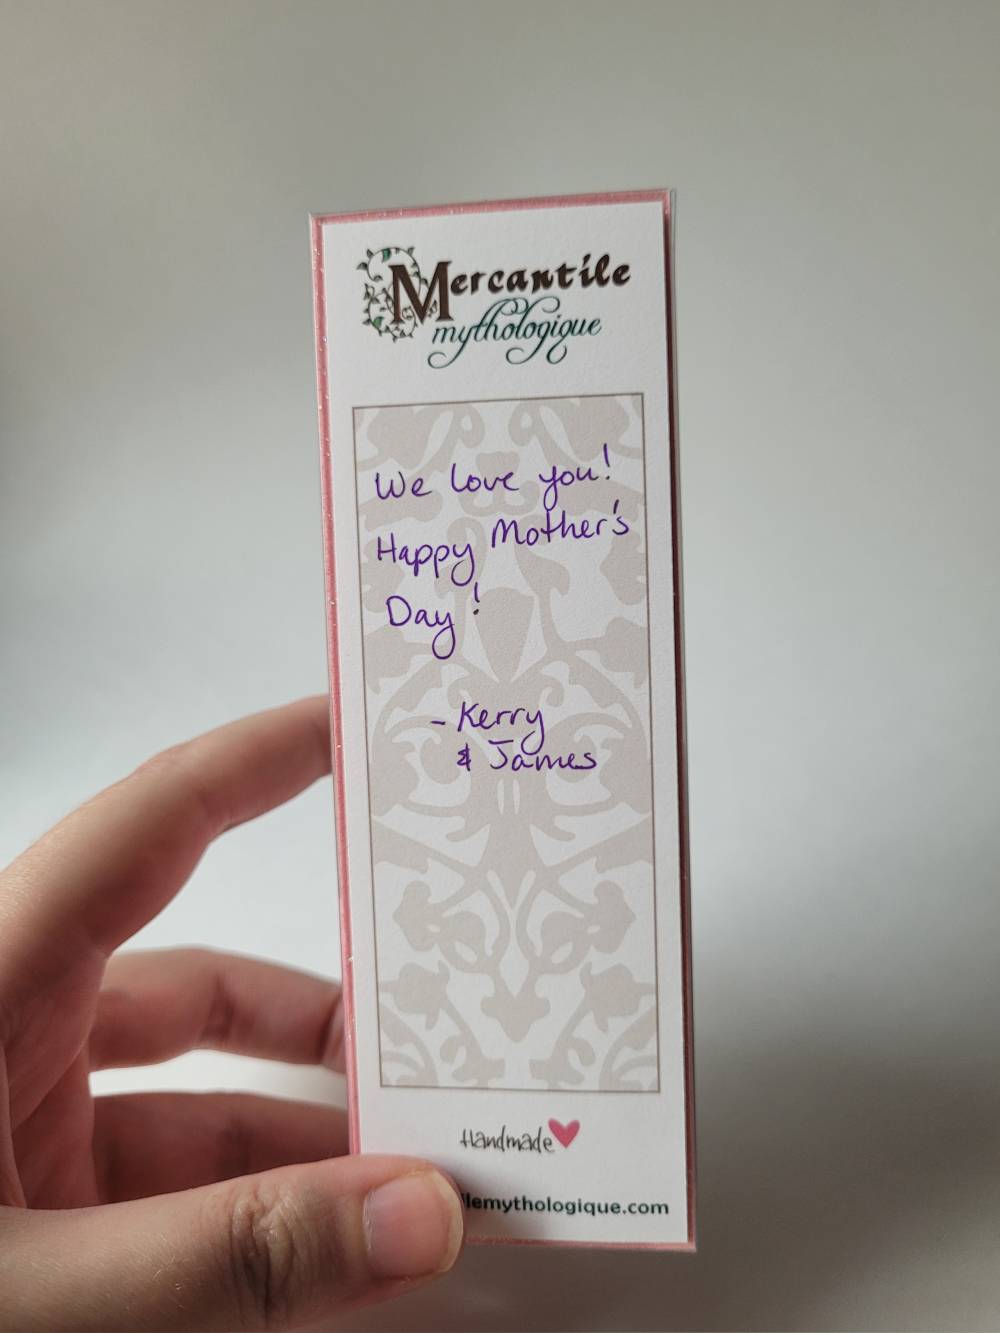 Mercantile
mythologique
We love you!
Happy Mother's
Day!
- Kerry
& James
Handmade
lemythologique.com